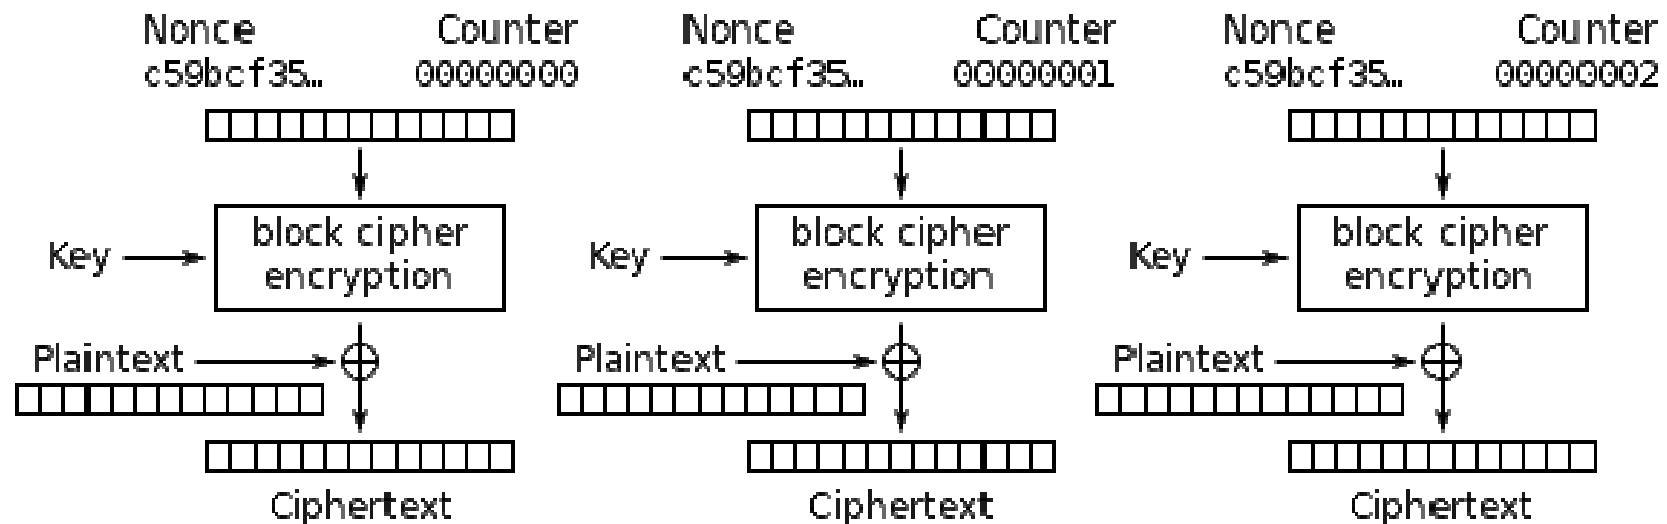 Nonce Counter Nonce Counter Nonce Counter
c59bcf35… 00000000 c59bcf35… 00000001 c59bcf35… 00000002
Key block cipher encryption Key block cipher encryption Key block cipher encryption
Plaintext Plaintext Plaintext
Ciphertext Ciphertext Ciphertext